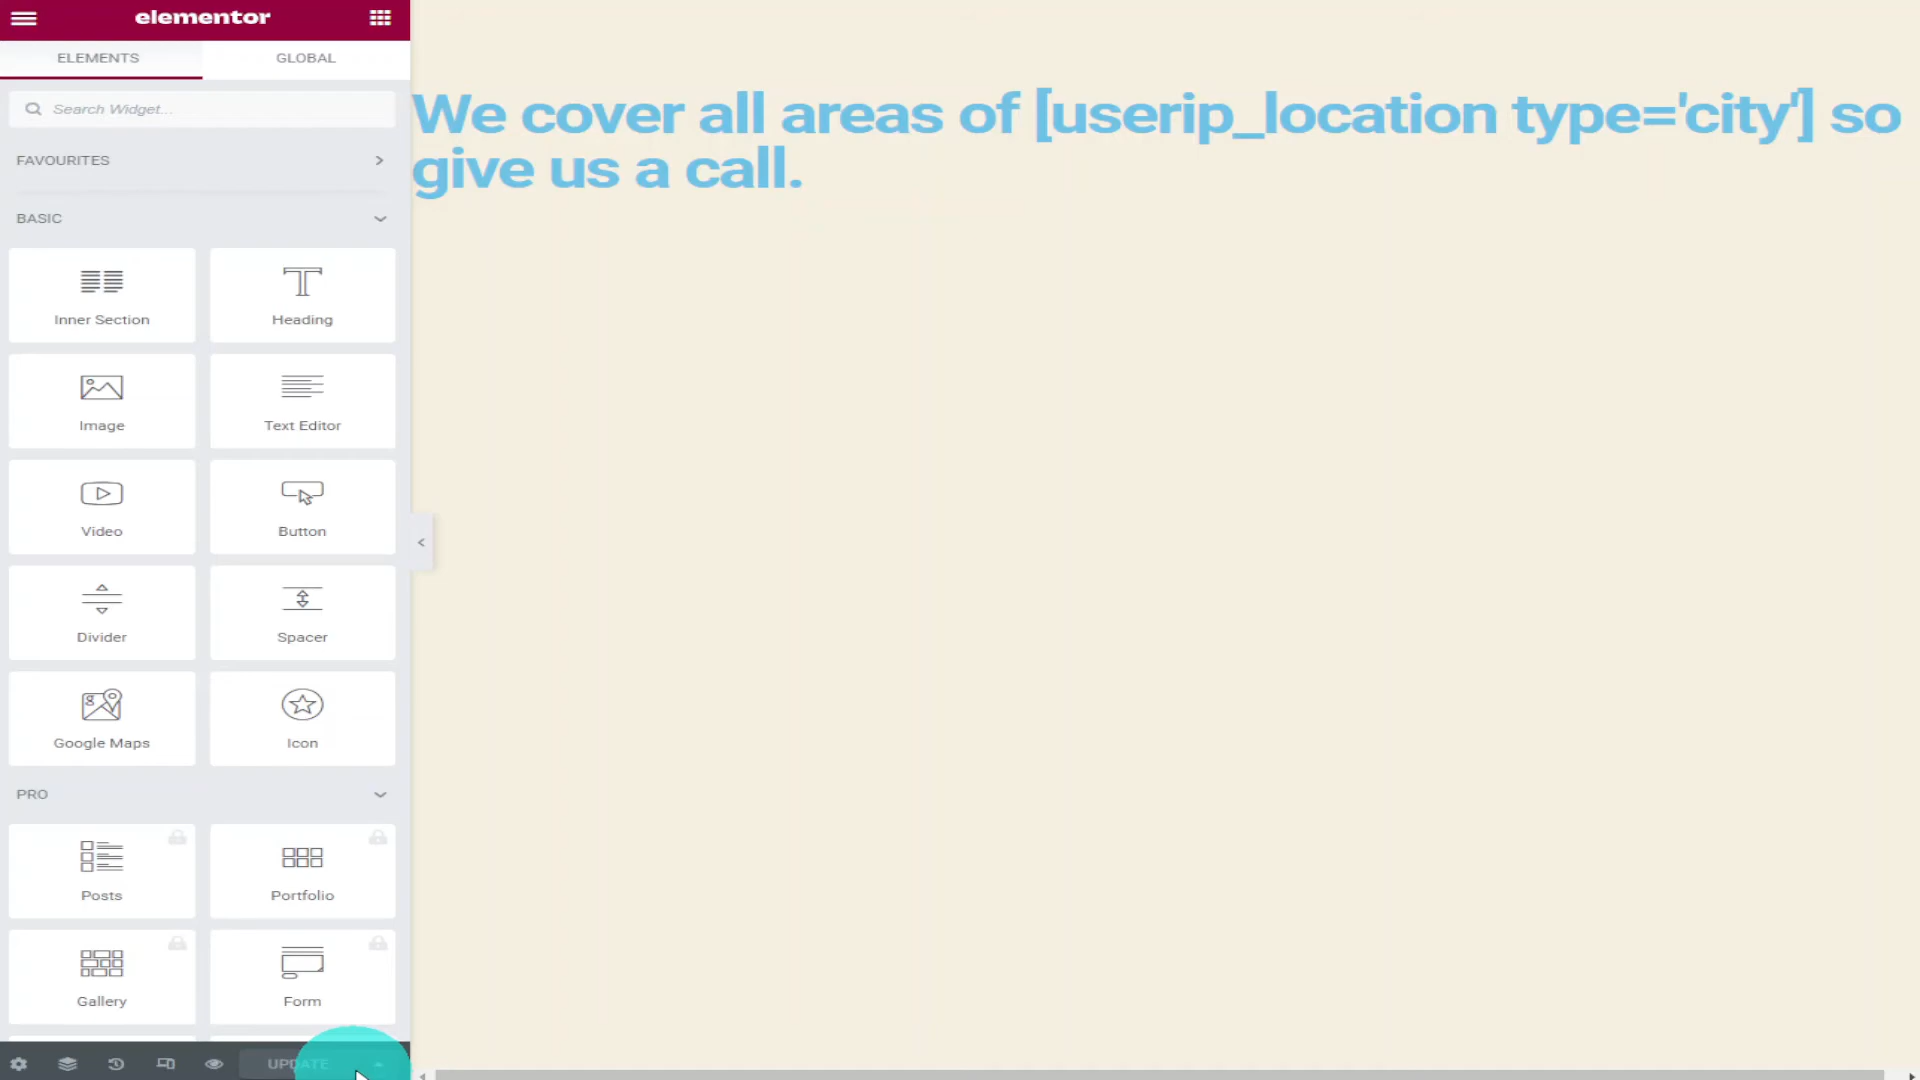 elementor
ELEMENTS
GLOBAL
Search Widget...
FAVOURITES
BASIC
Inner Section
Heading
Image
Text Editor
Video
Button
Divider
Spacer
Google Maps
Icon
PRO
Posts
Portfolio
Gallery
Form
UPDATE
We cover all areas of [userip_location type='city'] so
give us a call.